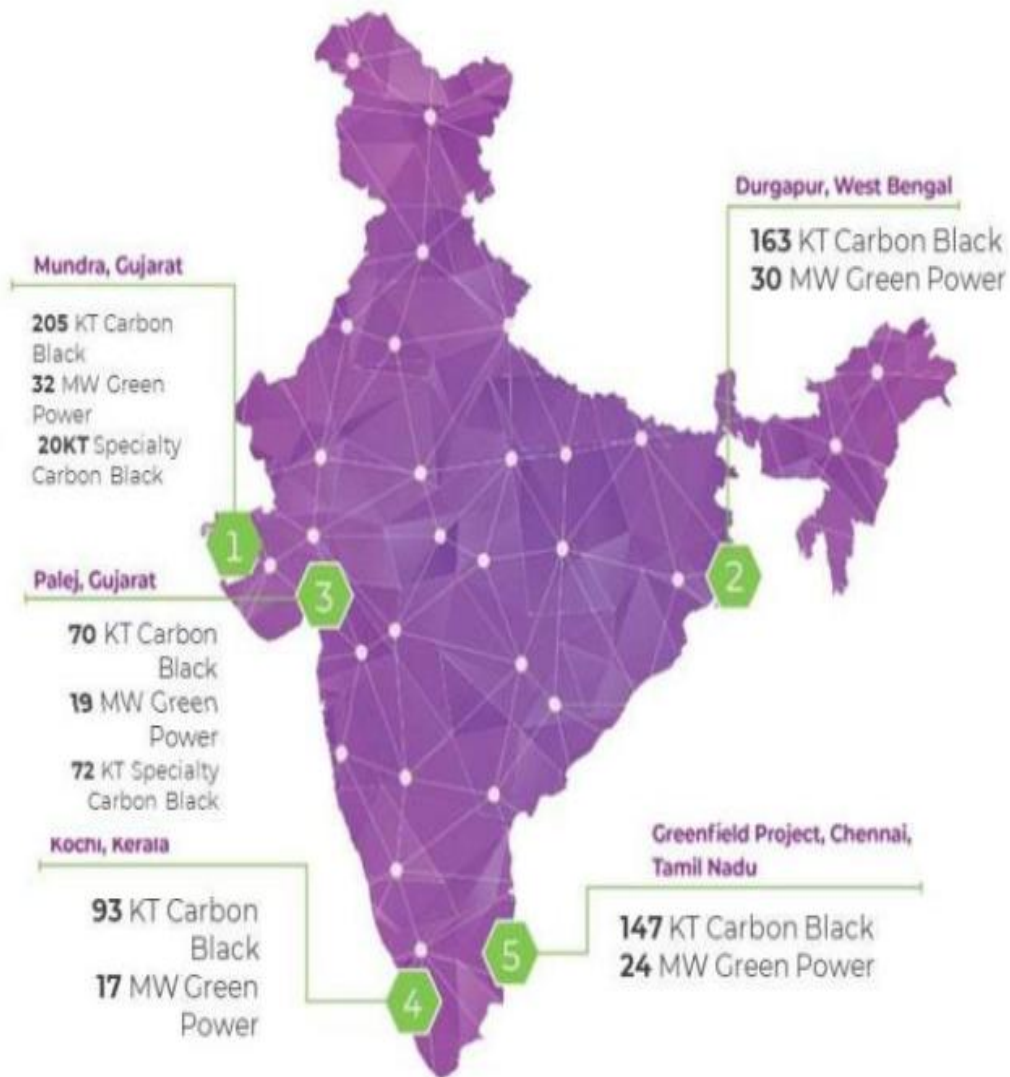 Durgapur, West Bengal
163 KT Carbon Black
30 MW Green Power
Mundra, Gujarat
205 KT Carbon
Black
32 MW Green
Power
20KT Specialty
Carbon Black
1
2
3
Palej, Gujarat
70 KT Carbon
Black
19 MW Green
Power
72 KT Specialty
Carbon Black
Kochi, Kerala
93 KT Carbon
Black
17 MW Green
Power
4
Greenfield Project, Chennai,
Tamil Nadu
147 KT Carbon Black
24 MW Green Power
5